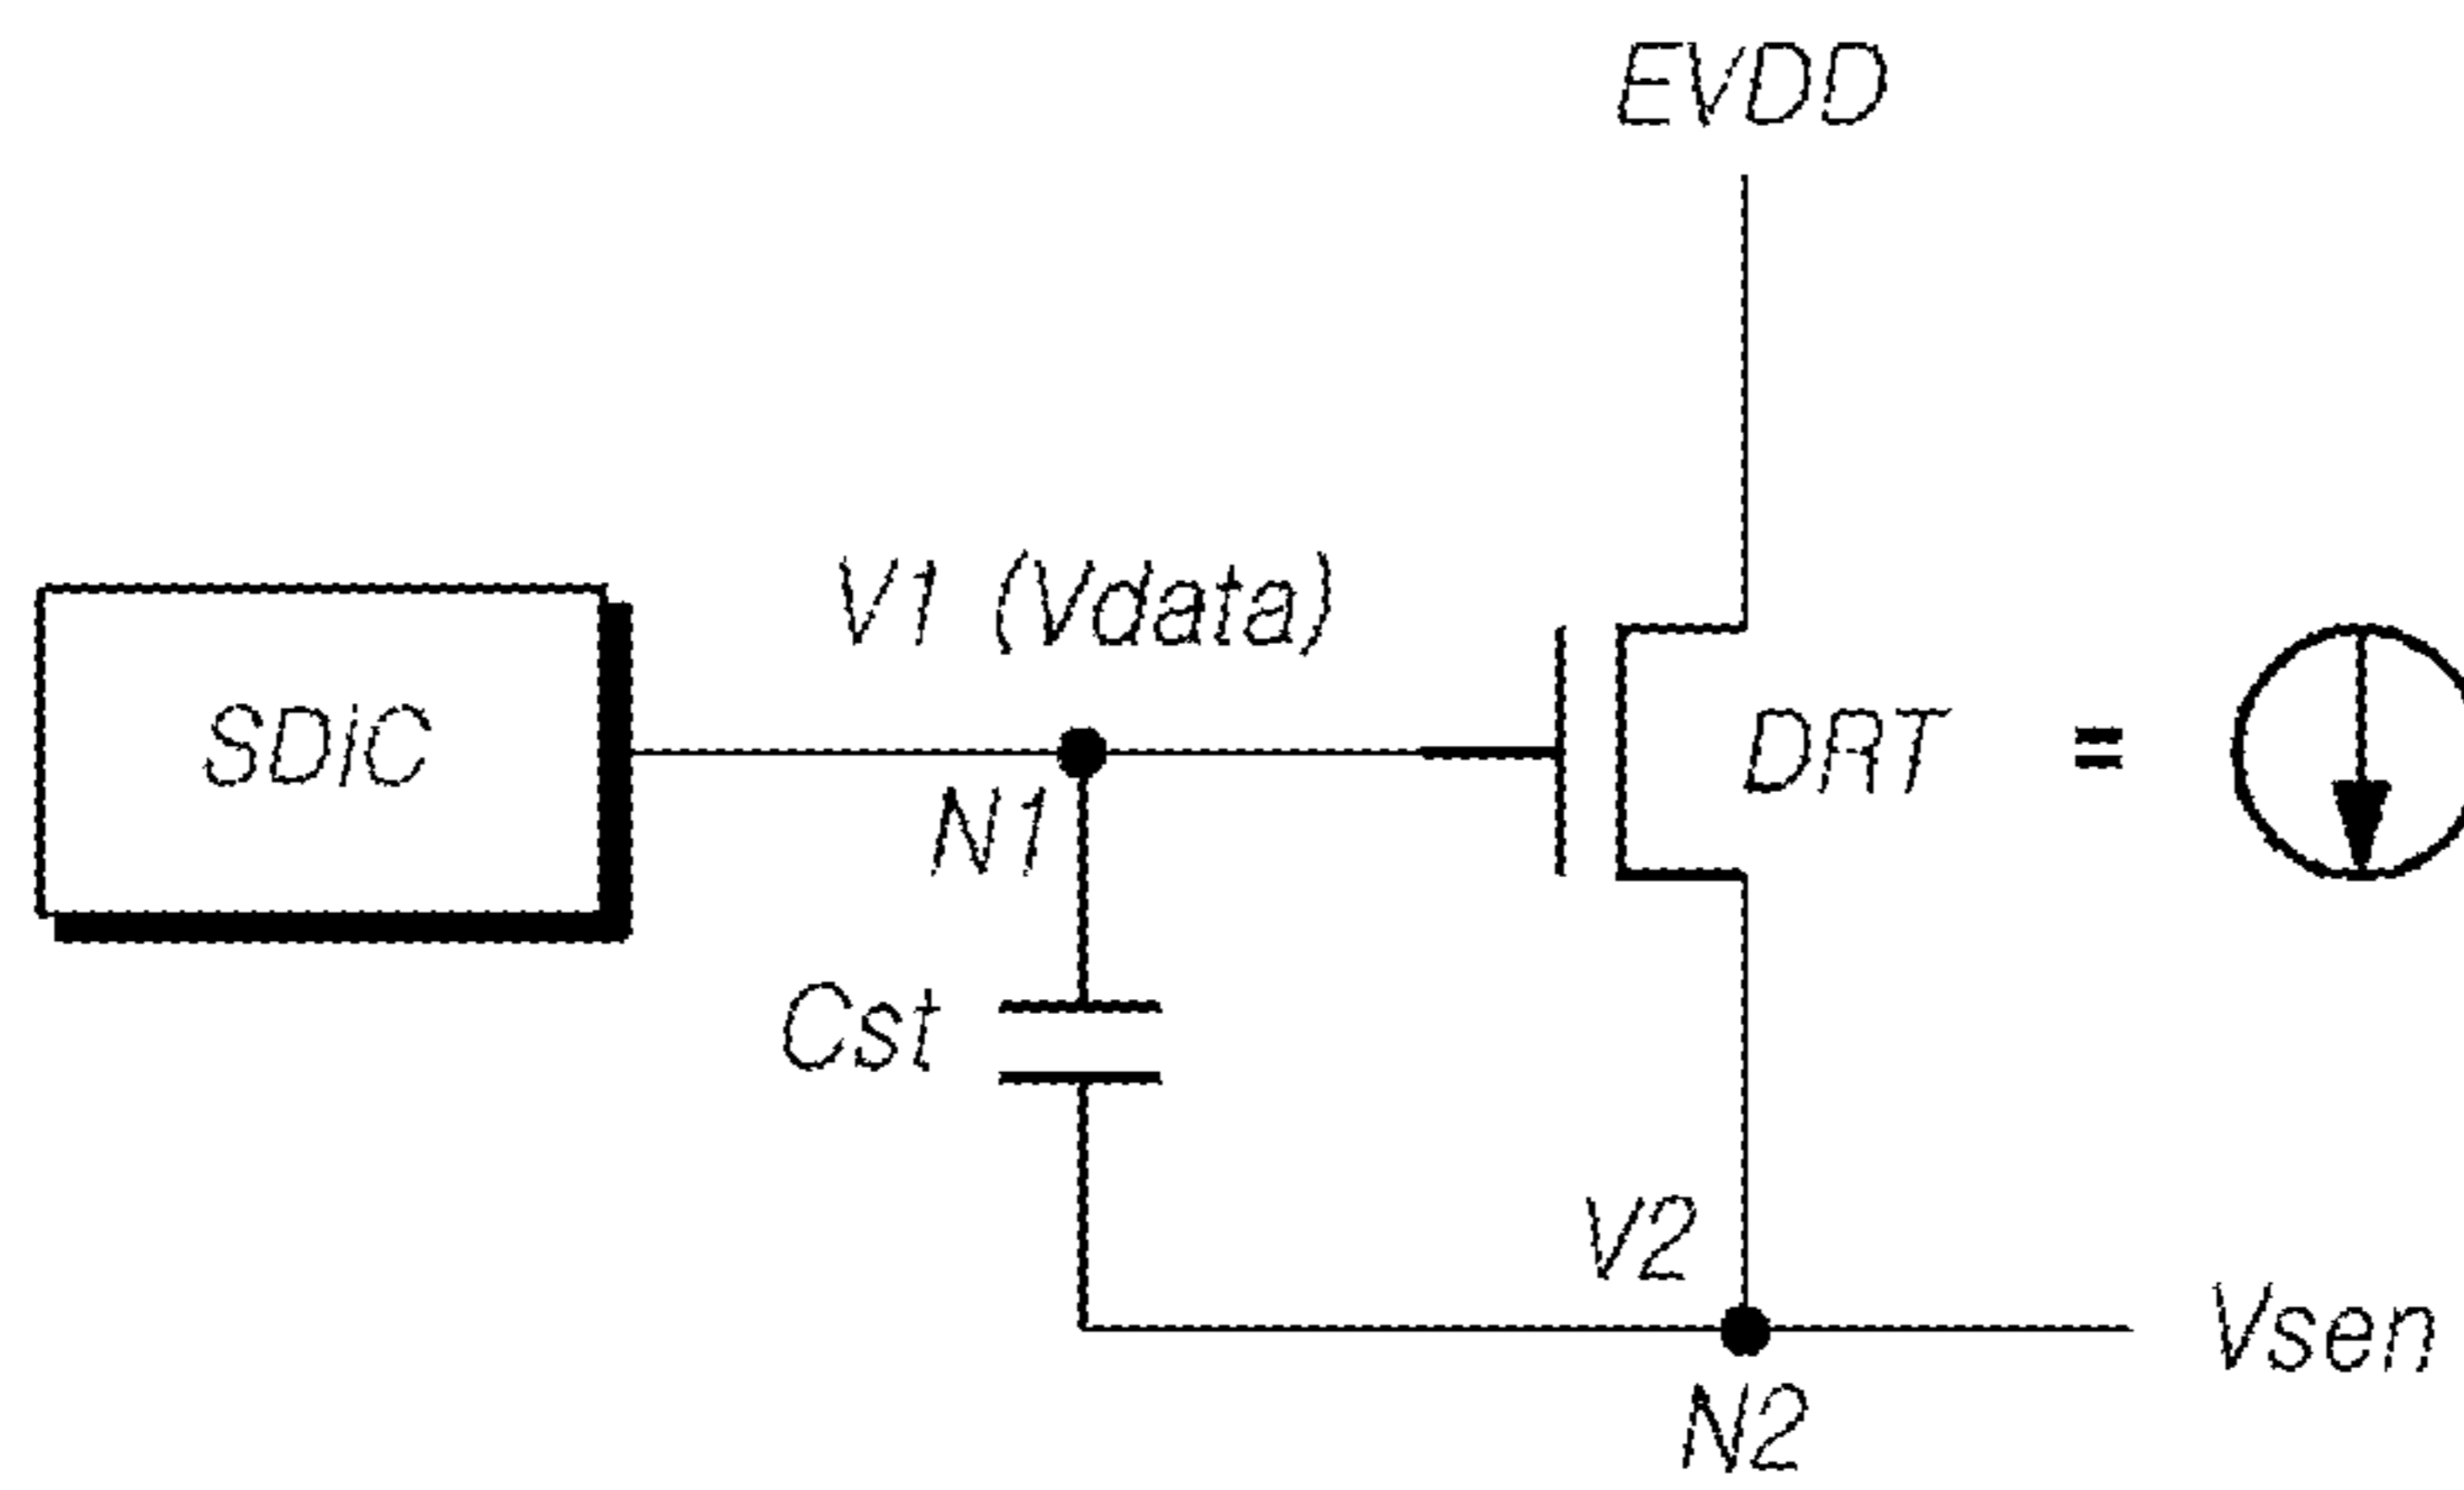 EVDD
V1 (Vdata)
SDiC
DRT
=
N1
Cst
V2
Vsen
N2